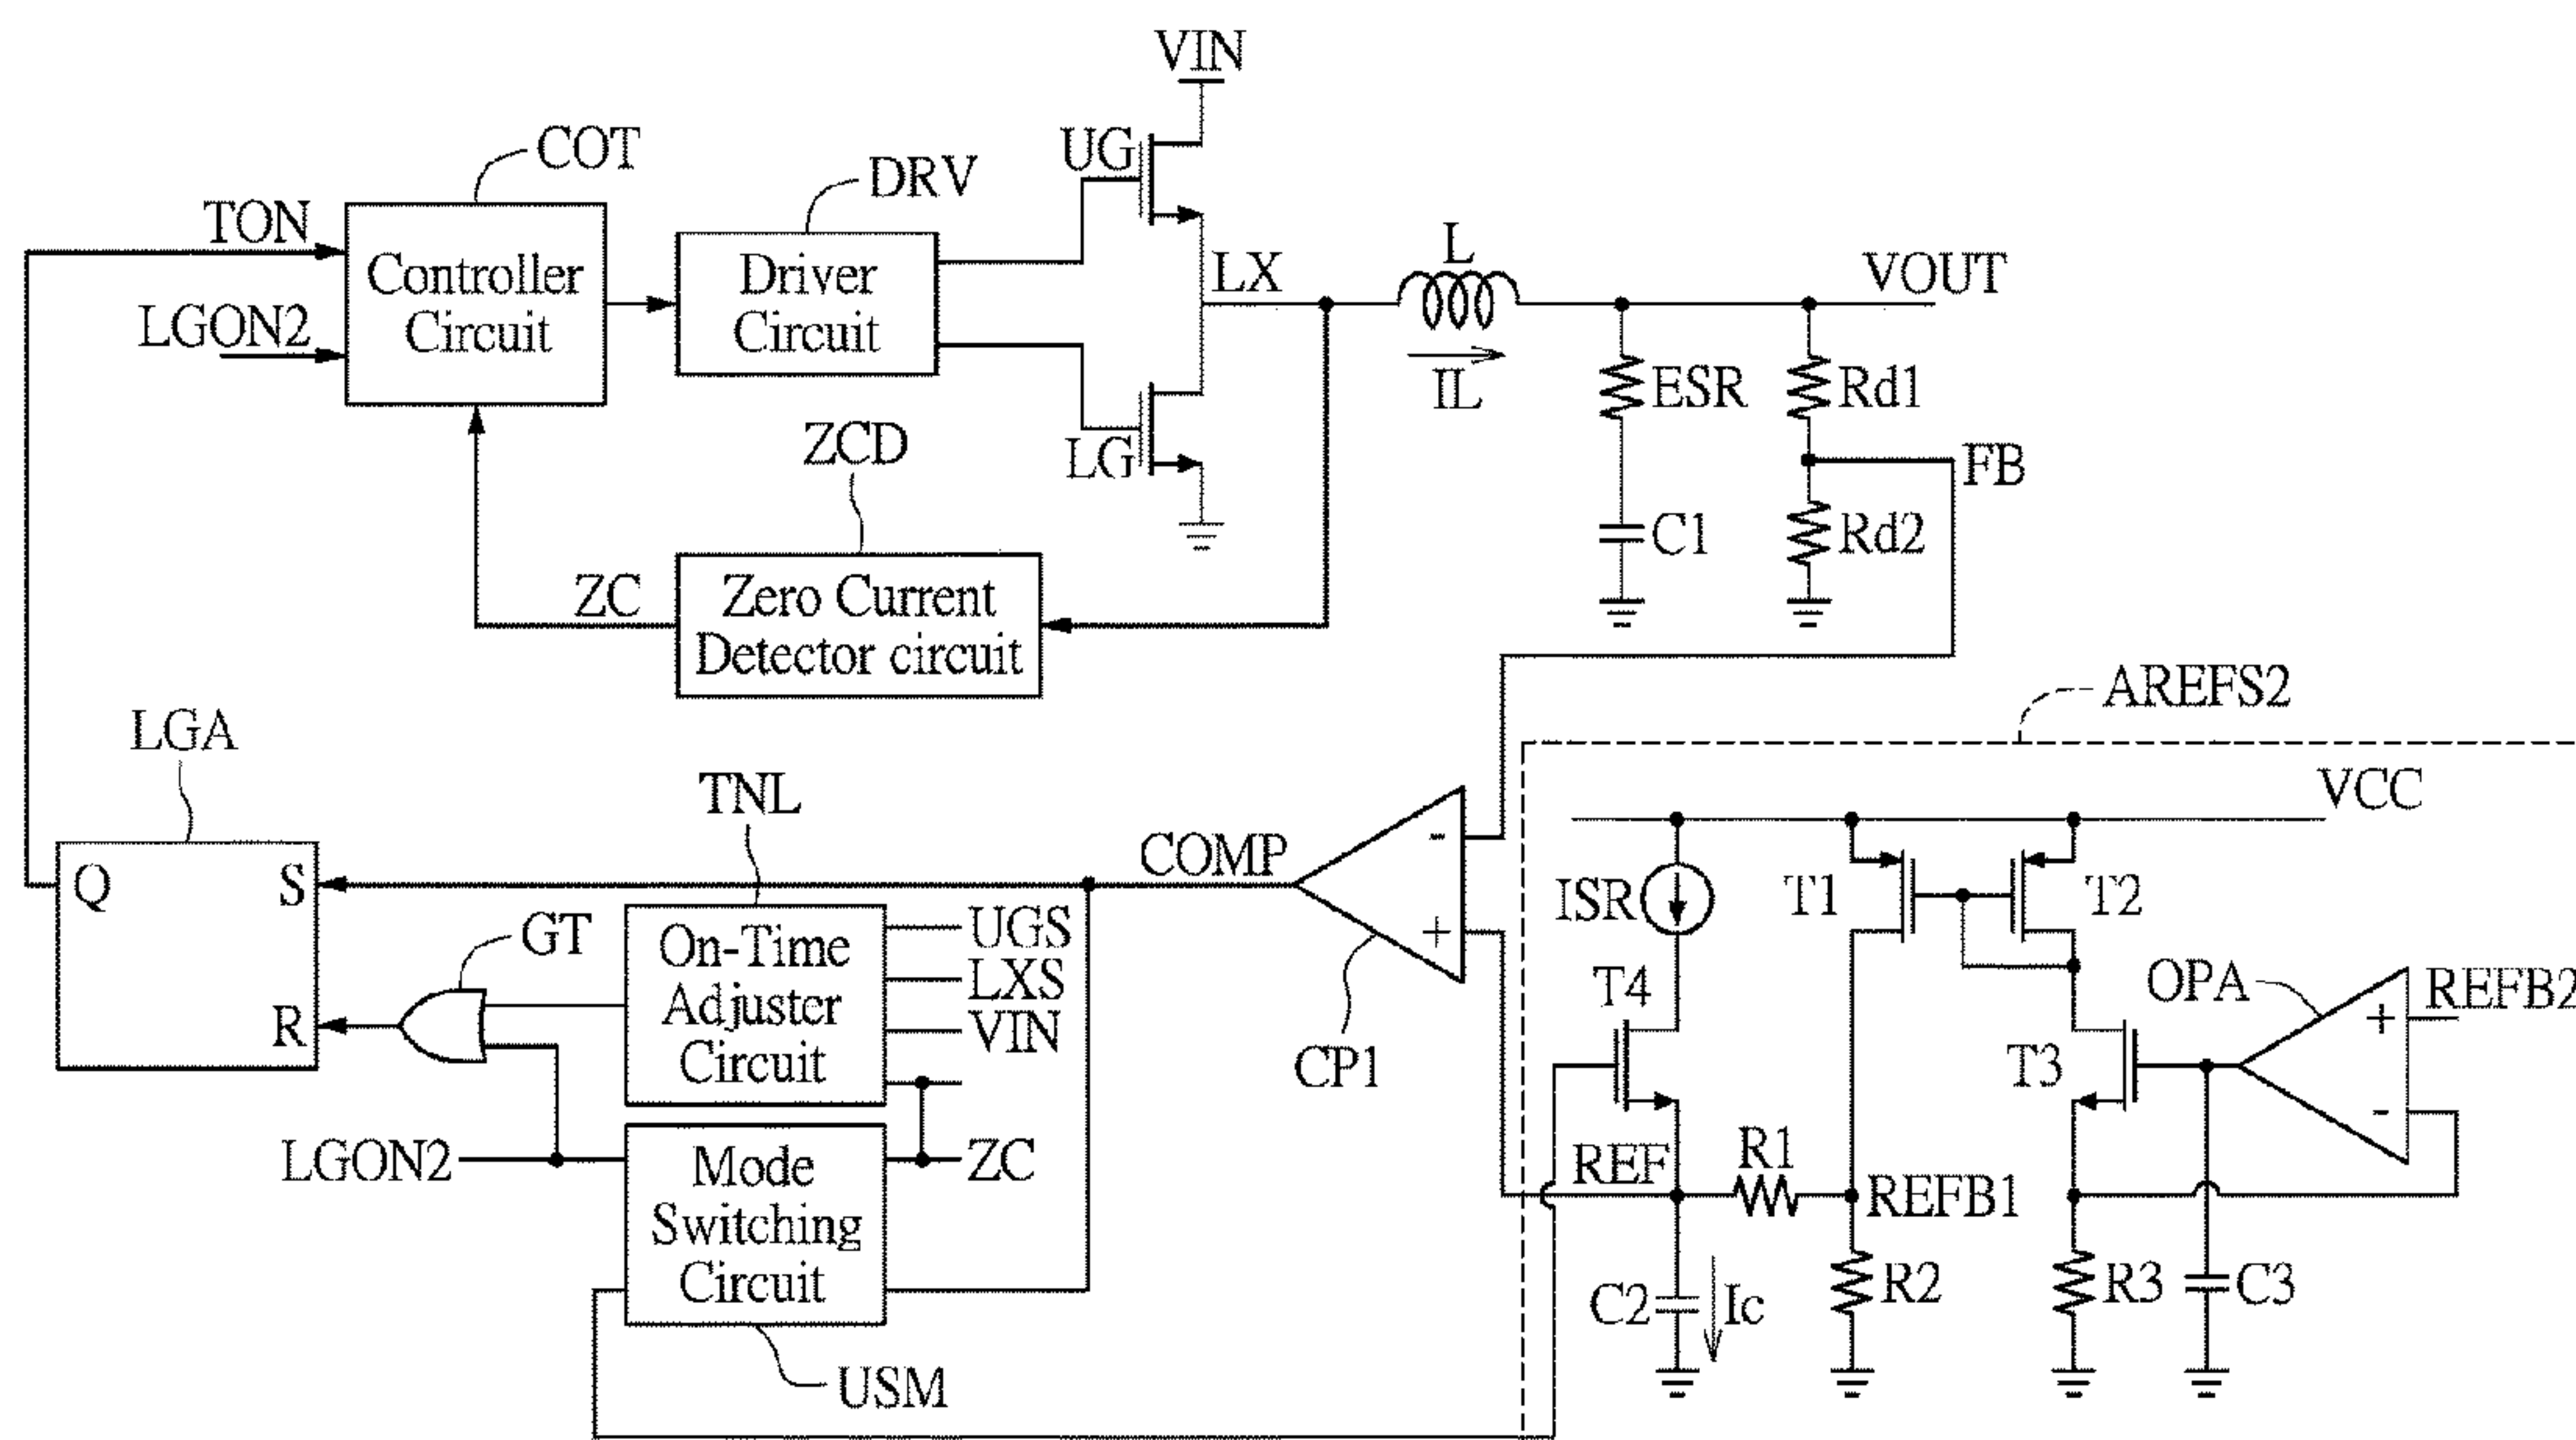 VIN
COT
UG
DRV
TON
Controller
Circuit
Driver
Circuit
LX
L
VOUT
LGON2
IL
ESR
Rd1
ZCD
LG
FB
ZC
Zero Current
Detector circuit
C1
Rd2
AREFS2
LGA
TNL
VCC
COMP
-
Q
S
On-Time
Adjuster
Circuit
UGS
LXS
VIN
+
ISR
T1
T2
GT
R
CP1
T4
OPA
+
REFB2
T3
-
LGON2
Mode
Switching
Circuit
ZC
REF
R1
REFB1
C2
Ic
R2
R3
C3
USM